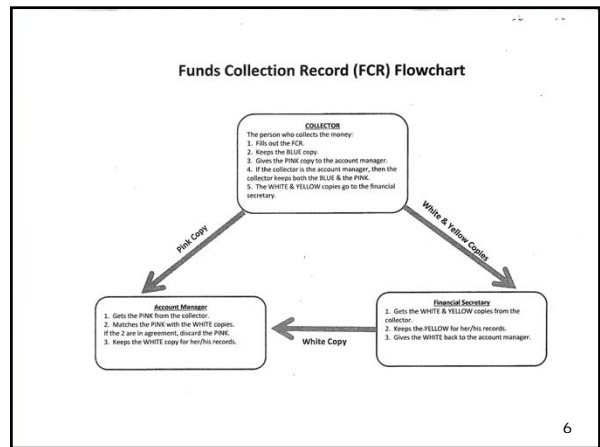 Funds Collection Record (FCR) Flowchart
COLLECTOR
The person who collects the money:
1. Fills out the FCR.
2. Keeps the BLUE copy.
3. Gives the PINK copy to the account manager.
4. If the collector is the account manager, then the
collector keeps both the BLUE & the PINK.
5. The WHITE & YELLOW copies go to the financial
secretary.
Pink Copy
White & Yellow Copies
Account Manager
1. Gets the PINK from the collector.
2. Matches the PINK with the WHITE copies.
If the 2 are in agreement, discard the PINK.
3. Keeps the WHITE copy for her/his records.
White Copy
Financial Secretary
1. Gets the WHITE & YELLOW copies from the
collector.
2. Keeps the YELLOW for her/his records.
3. Gives the WHITE back to the account manager.
6